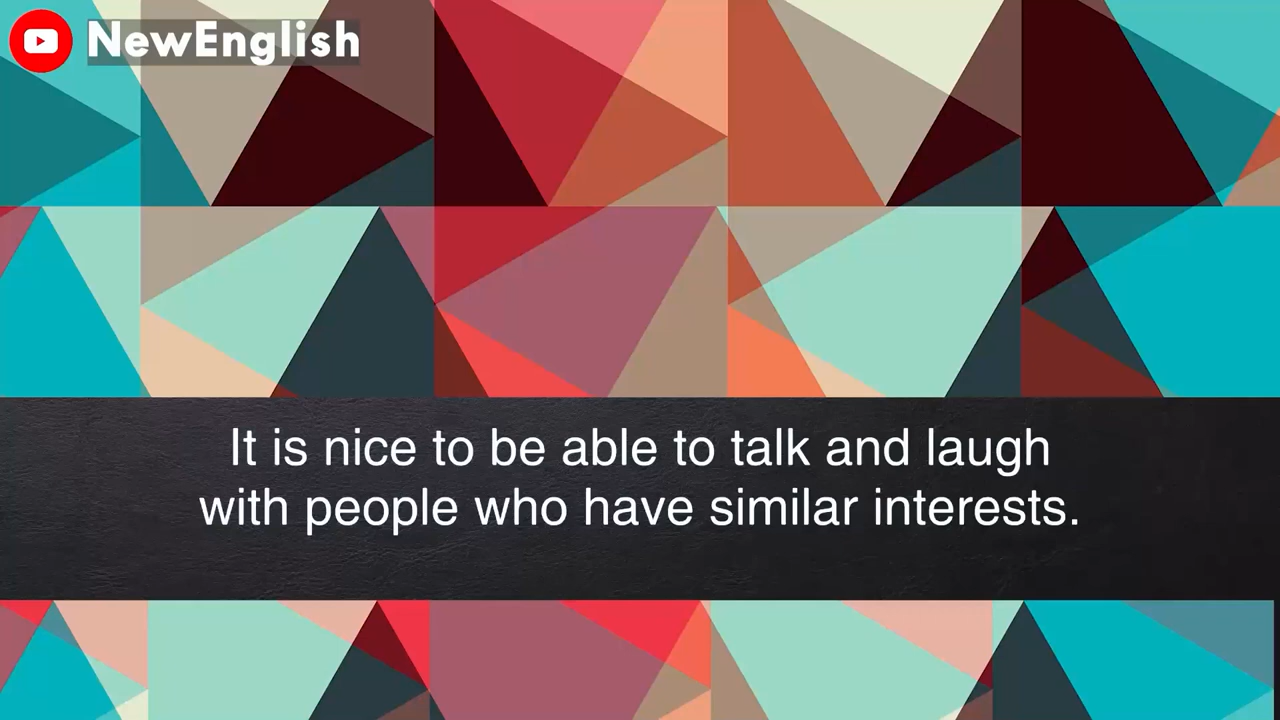 NewEnglish
It is nice to be able to talk and laugh
with people who have similar interests.